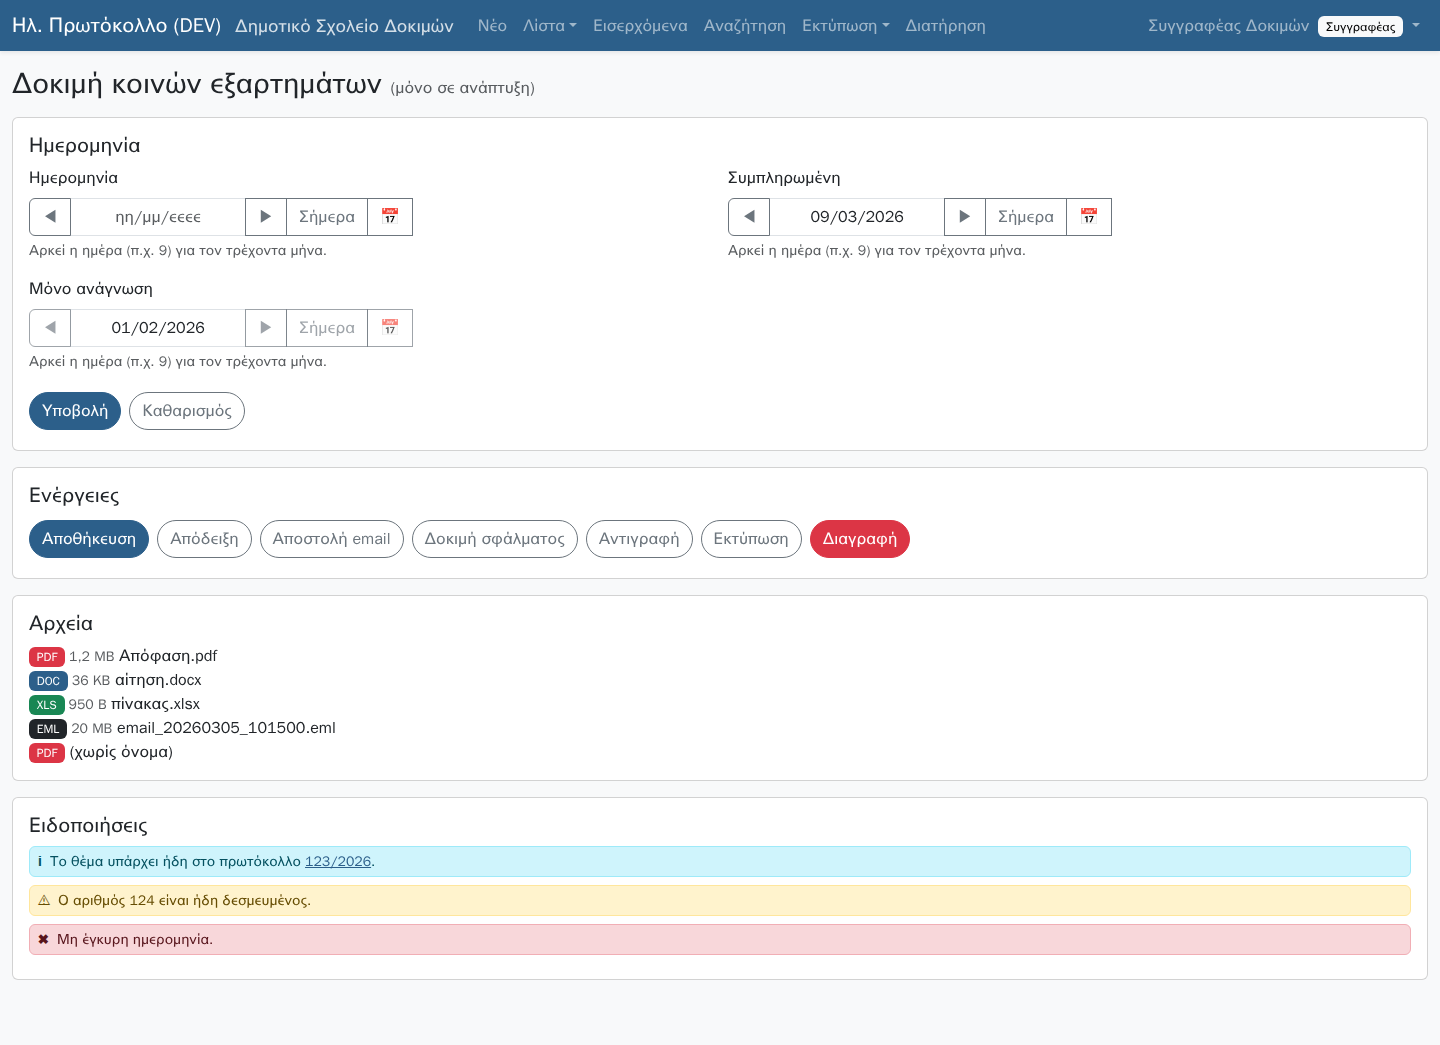 Ηλ. Πρωτόκολλο (DEV) Δημοτικό Σχολείο Δοκιμών Νέο Λίστα Εισερχόμενα Αναζήτηση Εκτύπωση Διατήρηση Συγγραφέας Δοκιμών Συγγραφέας
Δοκιμή κοινών εξαρτημάτων (μόνο σε ανάπτυξη)
Ημερομηνία
Ημερομηνία
◀ ηη/μμ/εεεε ▶ Σήμερα
Αρκεί η ημέρα (π.χ. 9) για τον τρέχοντα μήνα.
Συμπληρωμένη
◀ 09/03/2026 ▶ Σήμερα
Αρκεί η ημέρα (π.χ. 9) για τον τρέχοντα μήνα.
Μόνο ανάγνωση
◀ 01/02/2026 ▶ Σήμερα
Αρκεί η ημέρα (π.χ. 9) για τον τρέχοντα μήνα.
Υποβολή Καθαρισμός
Ενέργειες
Αποθήκευση Απόδειξη Αποστολή email Δοκιμή σφάλματος Αντιγραφή Εκτύπωση Διαγραφή
Αρχεία
PDF 1,2 MB Απόφαση.pdf
DOC 36 KB αίτηση.docx
XLS 950 B πίνακας.xlsx
EML 20 MB email_20260305_101500.eml
PDF (χωρίς όνομα)
Ειδοποιήσεις
ℹ Το θέμα υπάρχει ήδη στο πρωτόκολλο 123/2026.
⚠ Ο αριθμός 124 είναι ήδη δεσμευμένος.
✖ Μη έγκυρη ημερομηνία.